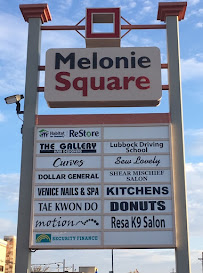 Melonie
Square
Habitat
ReStore
THE GALLERY
Lubbock Driving
School
Curves
Sew Lovely
DOLLAR GENERAL
SHEAR MISCHIEF
SALON
VENICE NAILS & SPA
KITCHENS
TAE KWON DO
DONUTS
motion
Resa K9 Salon
SECURITY FINANCE